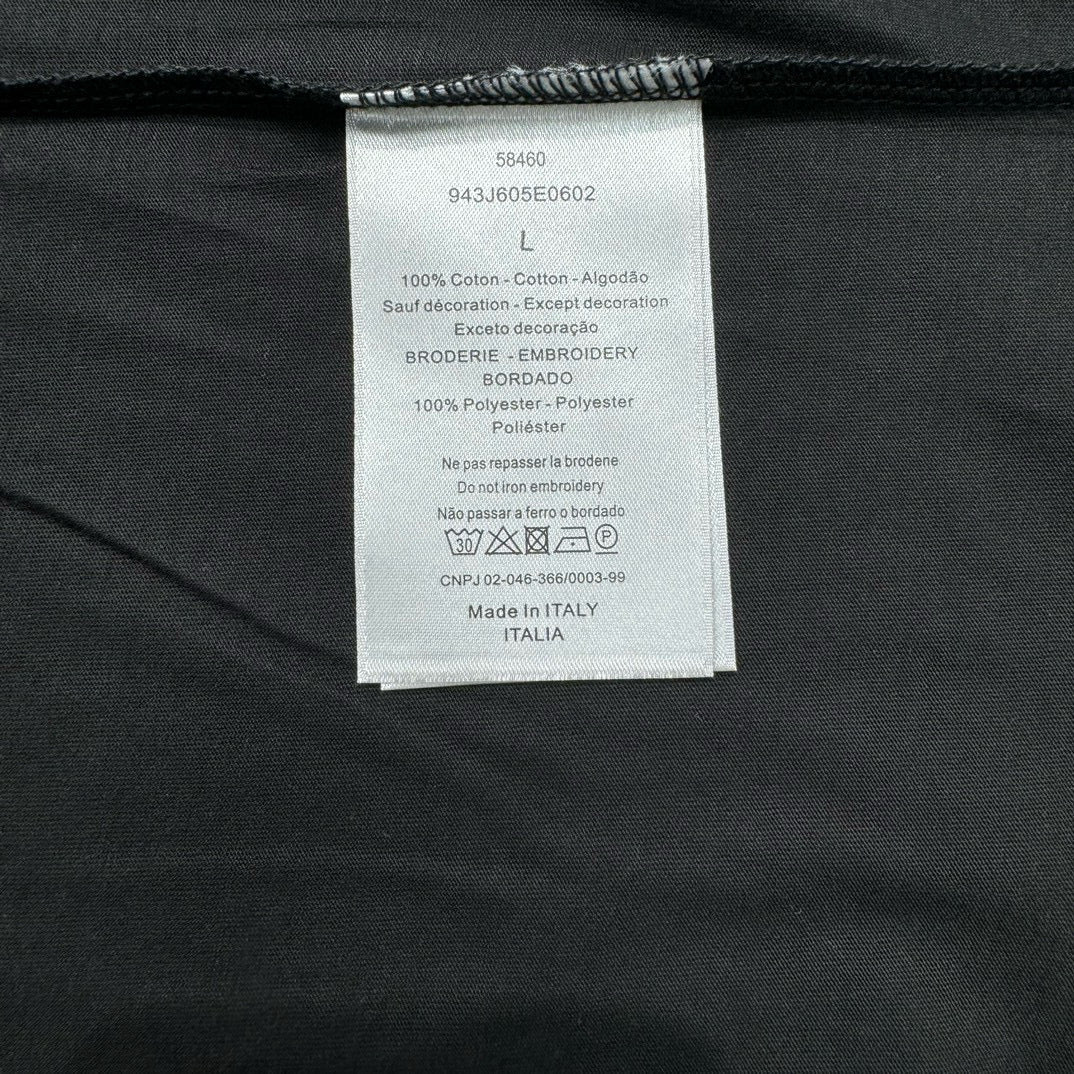 58460
943J605E0602
L
100% Coton - Cotton - Algodão
Sauf décoration - Except decoration
Exceto decoração
BRODERIE - EMBROIDERY
BORDADO
100% Polyester - Polyester
Poliéster
Ne pas repasser la brodene
Do not iron embroidery
Não passar a ferro o bordado
30 P
CNPJ 02-046-366/0003-99
Made In ITALY
ITALIA